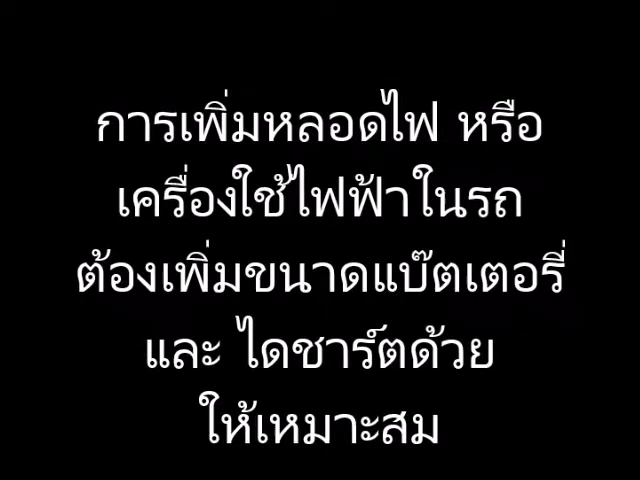 การเพิ่มหลอดไฟ หรือ
เครื่องใช้ไฟฟ้าในรถ
ต้องเพิ่มขนาดแบ๊ตเตอรี่
และ ไดชาร์ตด้วย
ให้เหมาะสม